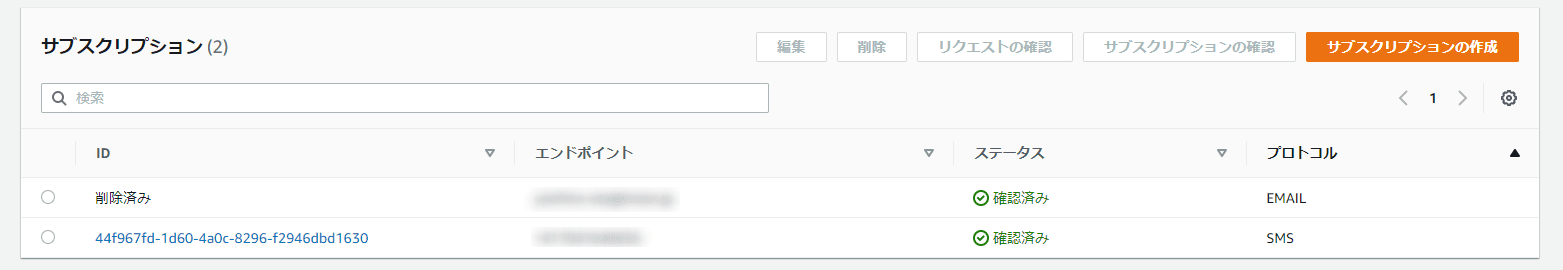 サブスクリプション (2)
編集 削除 リクエストの確認 サブスクリプションの確認 サブスクリプションの作成
検索
1
ID エンドポイント ステータス プロトコル
削除済み 確認済み EMAIL
44f967fd-1d60-4a0c-8296-f2946dbd1630 確認済み SMS